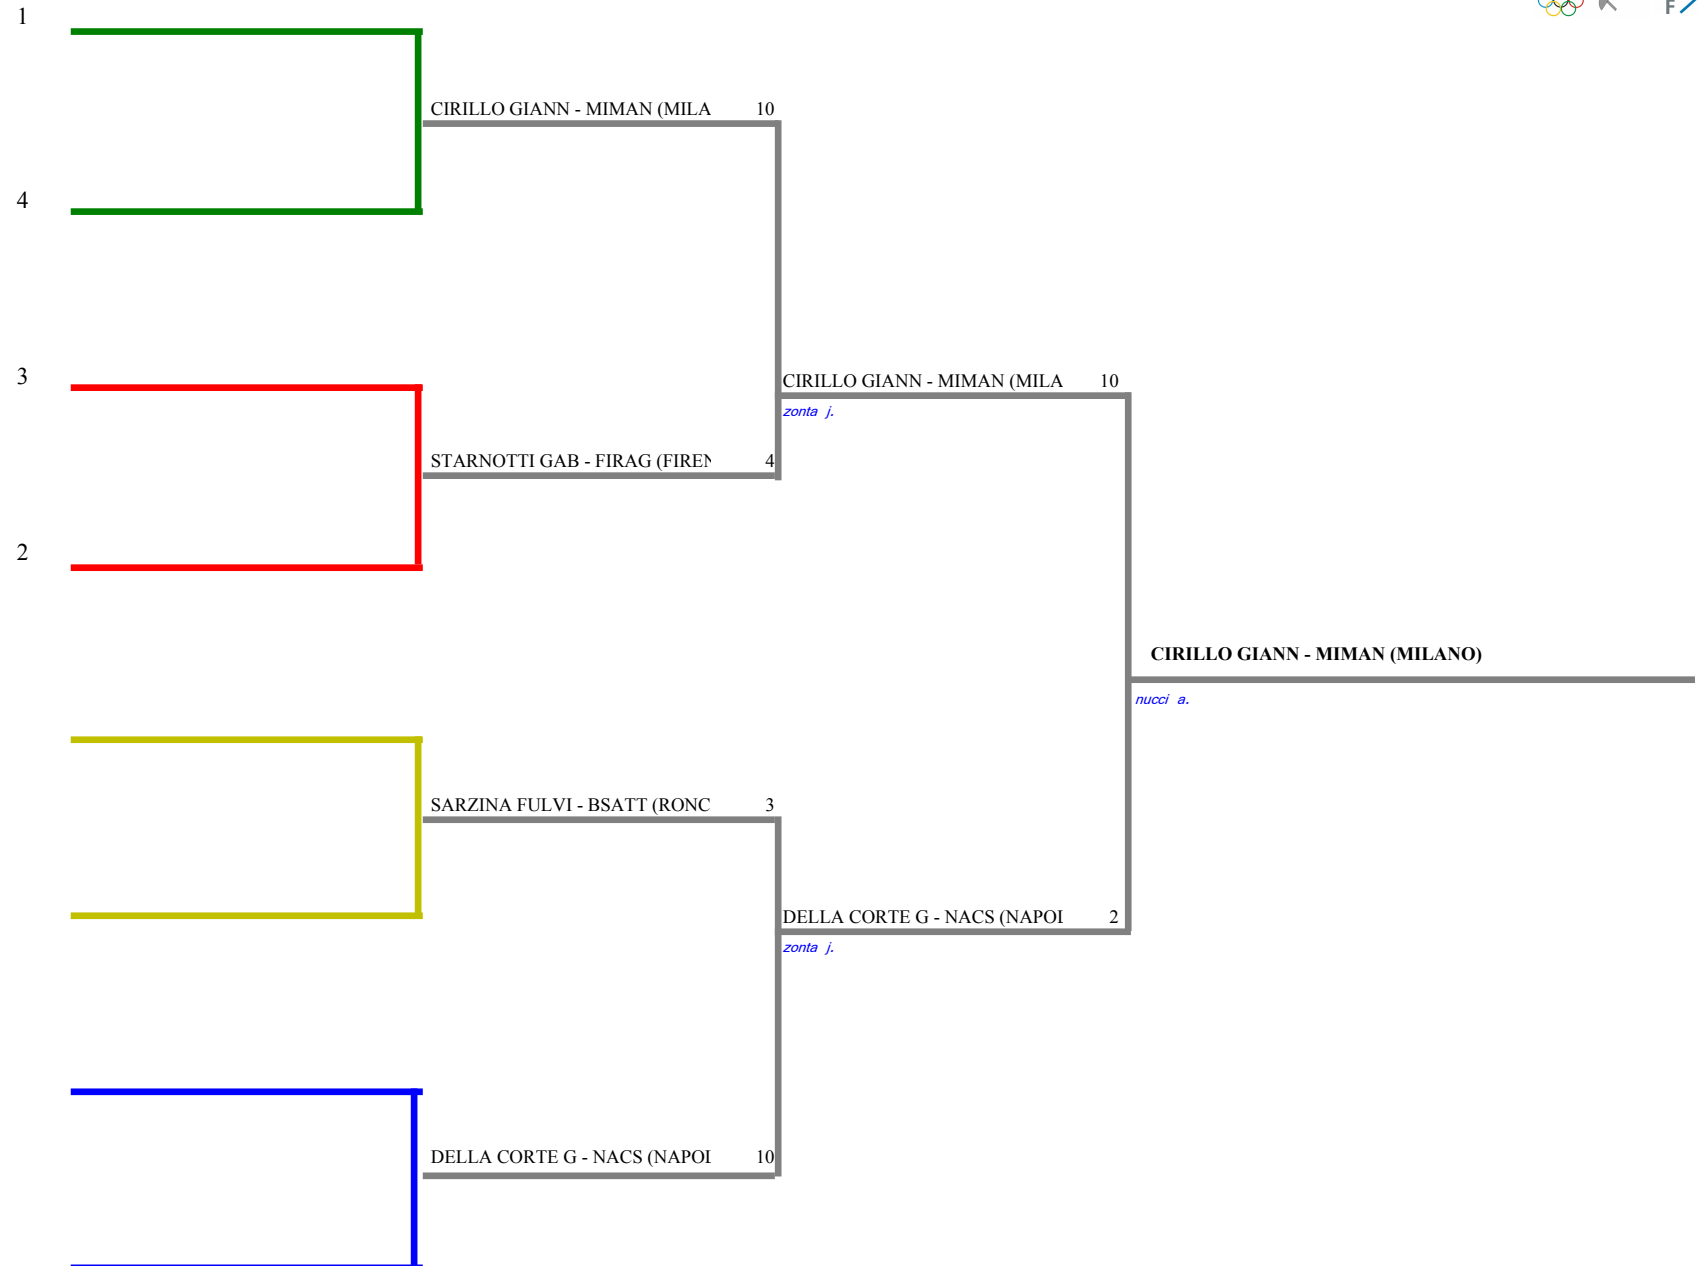 1
CIRILLO GIANN - MIMAN (MILA 10
4
3
CIRILLO GIANN - MIMAN (MILA 10
zonta j.
STARNOTTI GAB - FIRAG (FIREN 4
2
CIRILLO GIANN - MIMAN (MILANO)
nucci a.
SARZINA FULVI - BSATT (RONC 3
DELLA CORTE G - NACS (NAPOL 2
zonta j.
DELLA CORTE G - NACS (NAPOL 10
F